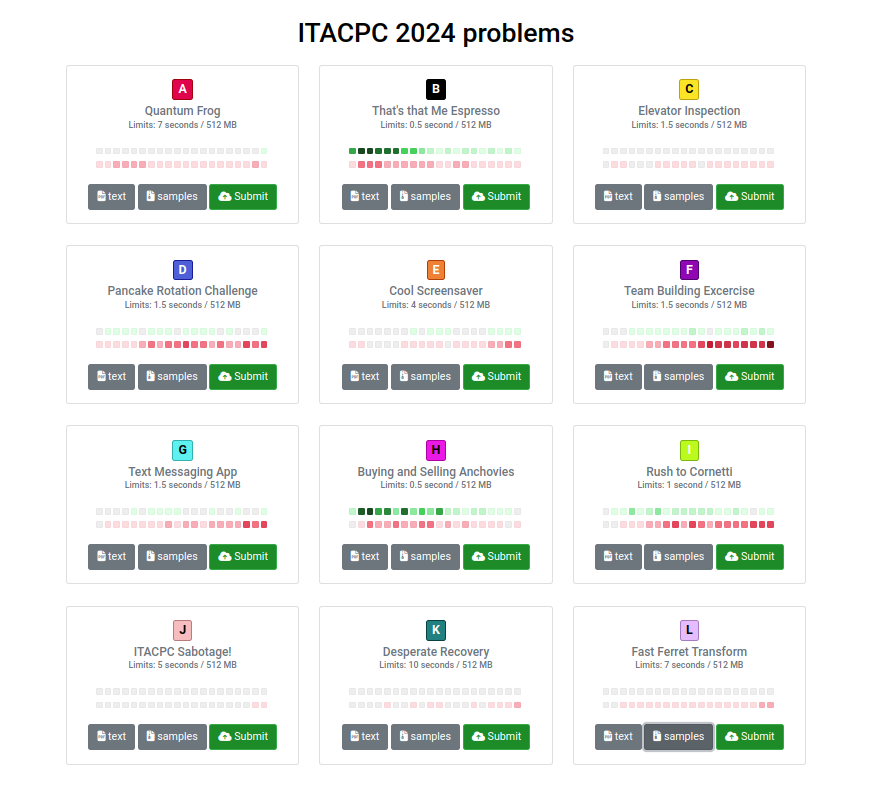 ITACPC 2024 problems
A
Quantum Frog
Limits: 7 seconds / 512 MB
text samples Submit
B
That's that Me Espresso
Limits: 0.5 second / 512 MB
text samples Submit
C
Elevator Inspection
Limits: 1.5 seconds / 512 MB
text samples Submit
D
Pancake Rotation Challenge
Limits: 1.5 seconds / 512 MB
text samples Submit
E
Cool Screensaver
Limits: 4 seconds / 512 MB
text samples Submit
F
Team Building Excercise
Limits: 1.5 seconds / 512 MB
text samples Submit
G
Text Messaging App
Limits: 1.5 seconds / 512 MB
text samples Submit
H
Buying and Selling Anchovies
Limits: 0.5 second / 512 MB
text samples Submit
I
Rush to Cornetti
Limits: 1 second / 512 MB
text samples Submit
J
ITACPC Sabotage!
Limits: 5 seconds / 512 MB
text samples Submit
K
Desperate Recovery
Limits: 10 seconds / 512 MB
text samples Submit
L
Fast Ferret Transform
Limits: 7 seconds / 512 MB
text samples Submit